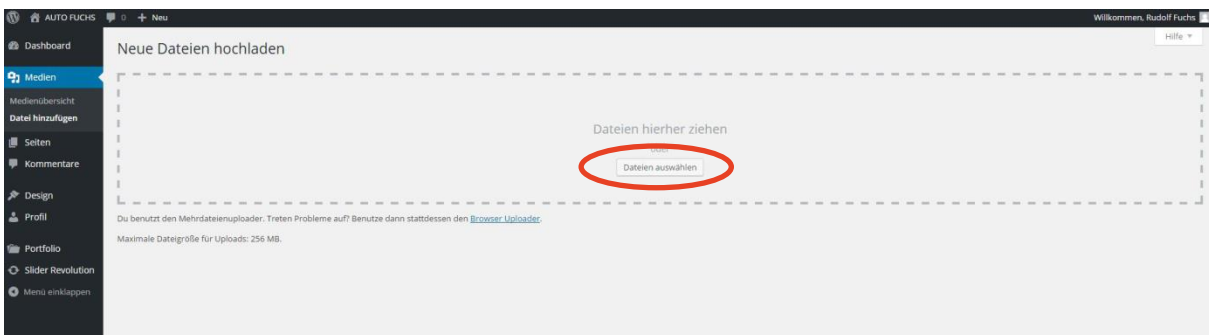 AUTO FUCHS 0 + Neu
Willkommen, Rudolf Fuchs
Hilfe
Dashboard
Medien
Medienübersicht
Datei hinzufügen
Seiten
Kommentare
Design
Profil
Portfolio
Slider Revolution
Menü einklappen
Neue Dateien hochladen
Dateien hierher ziehen
oder
Dateien auswählen
Du benutzt den Mehrdateienuploader. Treten Probleme auf? Benutze dann stattdessen den Browser Uploader.
Maximale Dateigröße für Uploads: 256 MB.